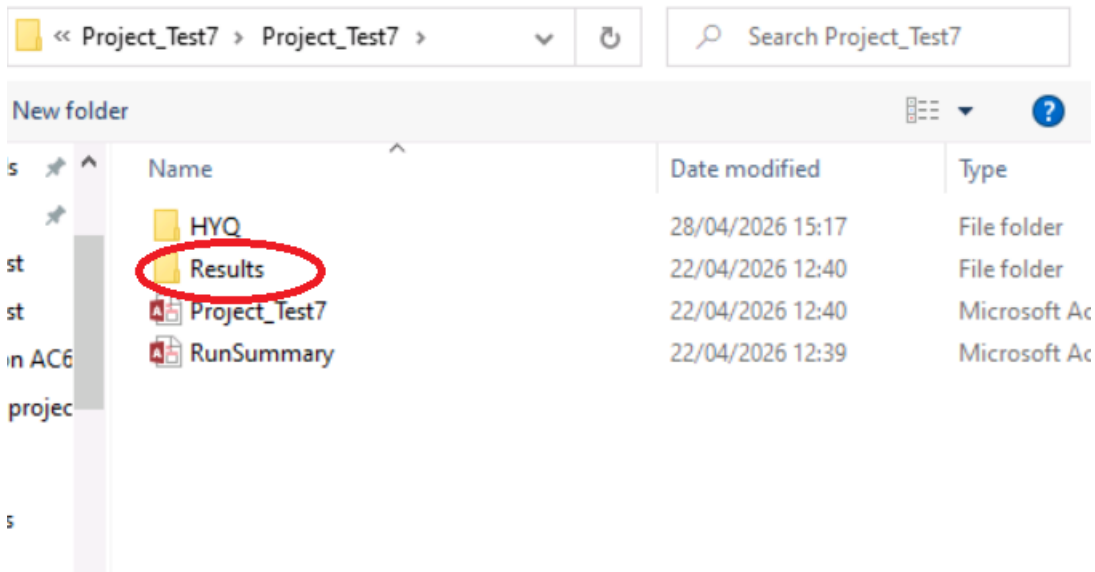 « Project_Test7 › Project_Test7 ›
Search Project_Test7
New folder
?
Name Date modified Type
HYQ 28/04/2026 15:17 File folder
Results 22/04/2026 12:40 File folder
Project_Test7 22/04/2026 12:40 Microsoft Ac
RunSummary 22/04/2026 12:39 Microsoft Ac
s
st
st
on AC6
projec
s